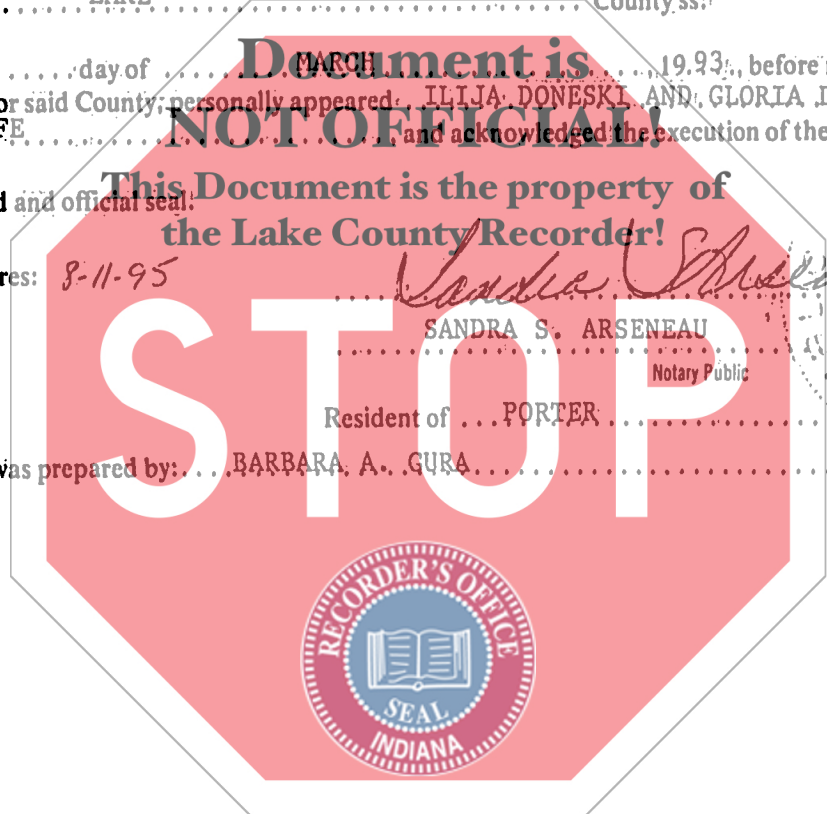 LAKE County ss:
day of MARCH 19.93, before
Document is
or said County; personally appeared ILIJA DONESKI AND GLORIA
FE and acknowledged the execution of the
NOT OFFICIAL!
This Document is the property of
and official seal.
the Lake County Recorder!
res: 8-11-95 Sandra S. Arseneau
STOP
SANDRA S. ARSENEAU
Notary Public
Resident of PORTER
was prepared by: BARBARA A. GURA
RECORDER'S OFFICE
SEAL
INDIANA